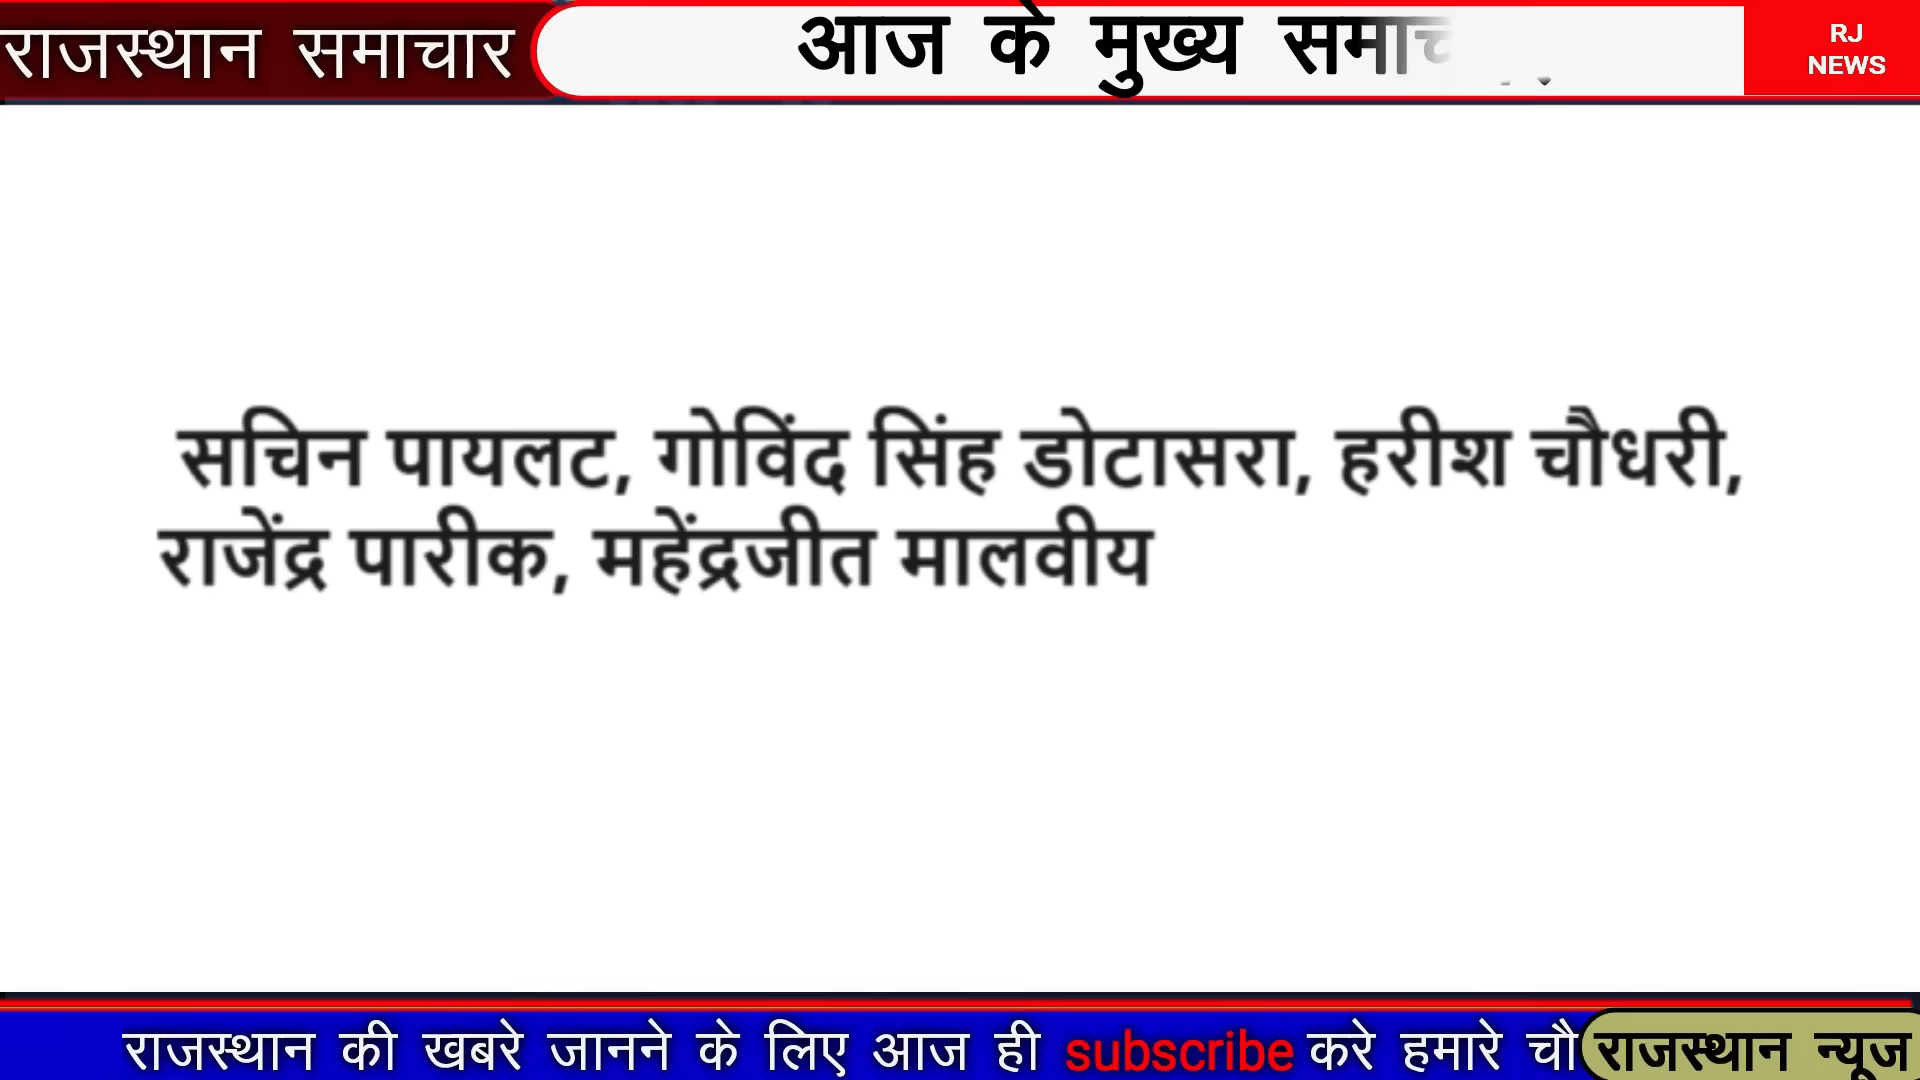 राजस्थान समाचार
आज के मुख्य
RJ
NEWS
सचिन पायलट, गोविंद सिंह डोटासरा, हरीश चौधरी,
राजेंद्र पारीक, महेंद्रजीत मालवीय
राजस्थान की खबरे जानने के लिए आज ही subscribe करे हमारे
राजस्थान न्यूज